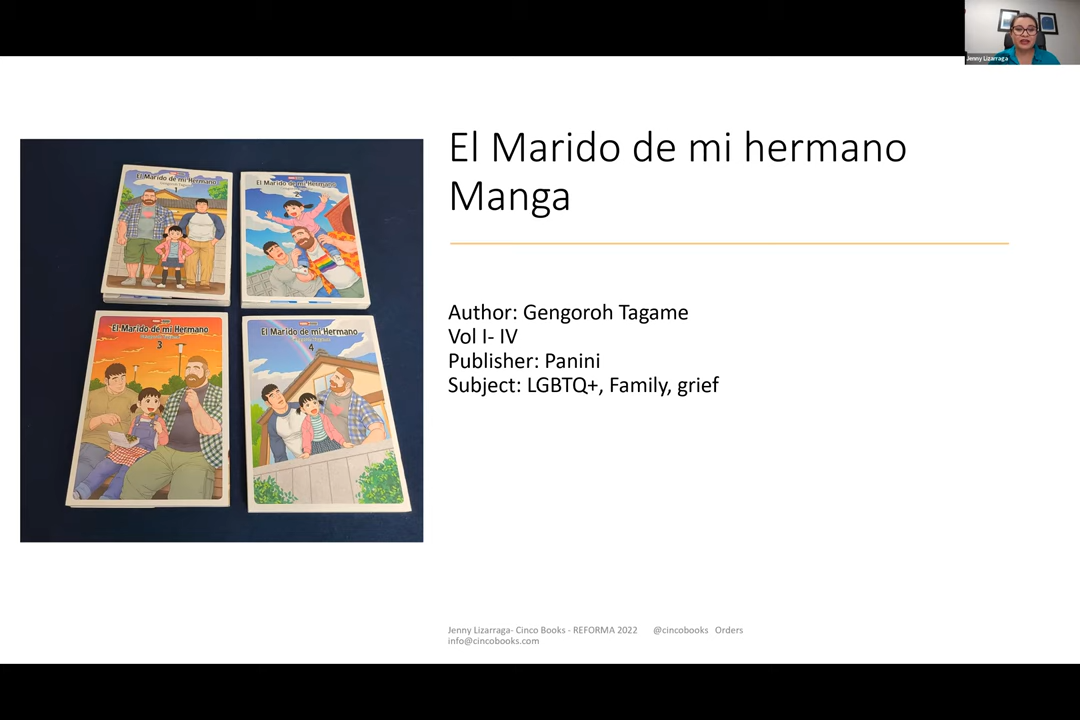 Jenny Lizarraga
El Marido de mi hermano
Manga
El Marido de mi Hermano
1
El Marido de mi Hermano
2
El Marido de mi Hermano
3
El Marido de mi Hermano
4
Author: Gengoroh Tagame
Vol I- IV
Publisher: Panini
Subject: LGBTQ+, Family, grief
Jenny Lizarraga- Cinco Books - REFORMA 2022 @cincobooks Orders
info@cincobooks.com